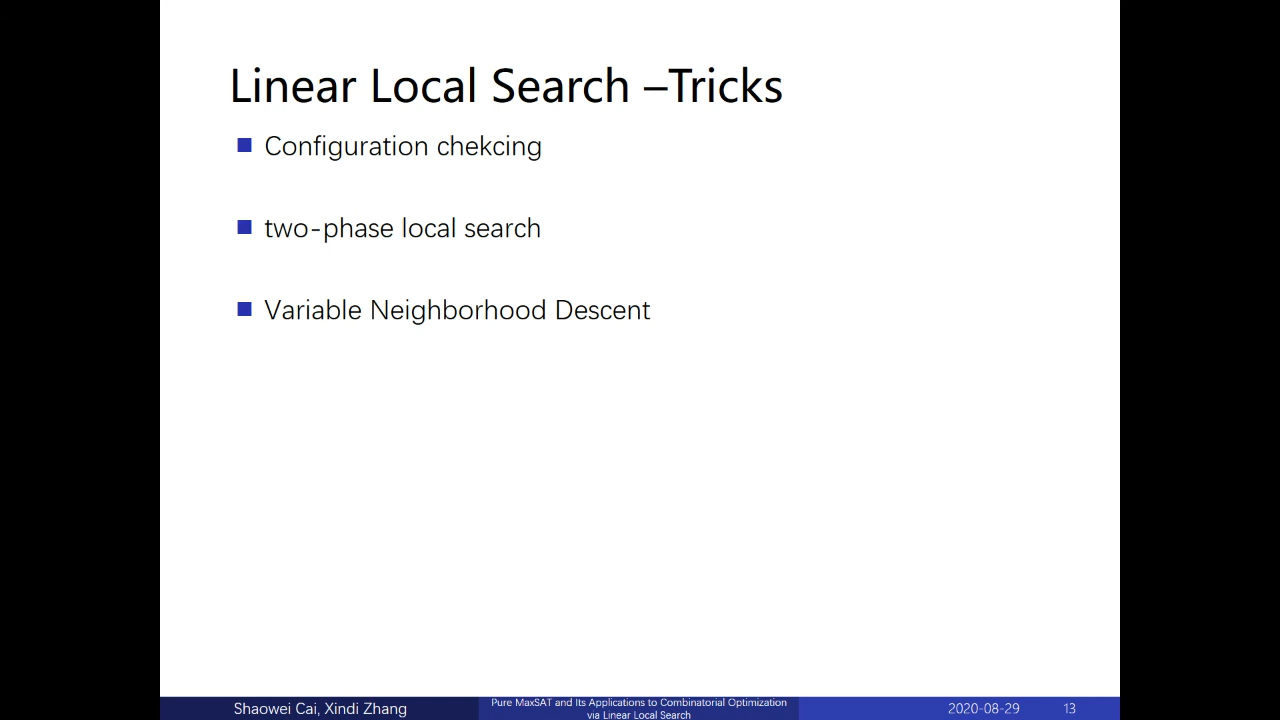 Linear Local Search –Tricks
Configuration chekcing
two-phase local search
Variable Neighborhood Descent
Shaowei Cai, Xindi Zhang
Pure MaxSAT and Its Applications to Combinatorial Optimization
via Linear Local Search
2020-08-29
13